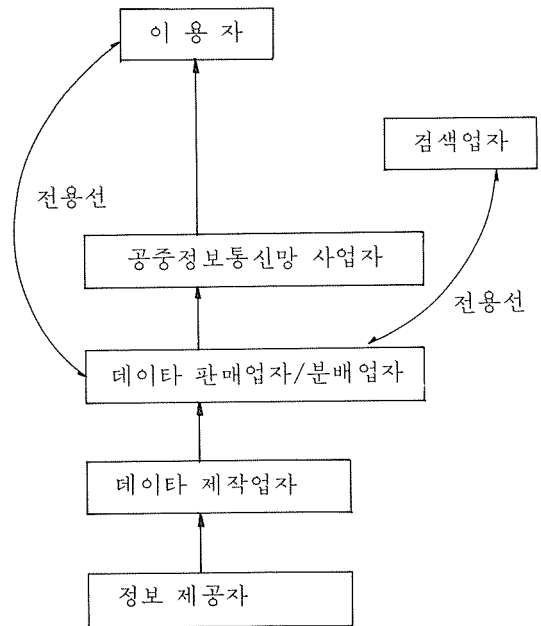 이 용 자
검색업자
전용선
공중정보통신망 사업자
전용선
데이타 판매업자/분배업자
데이타 제작업자
정보 제공자